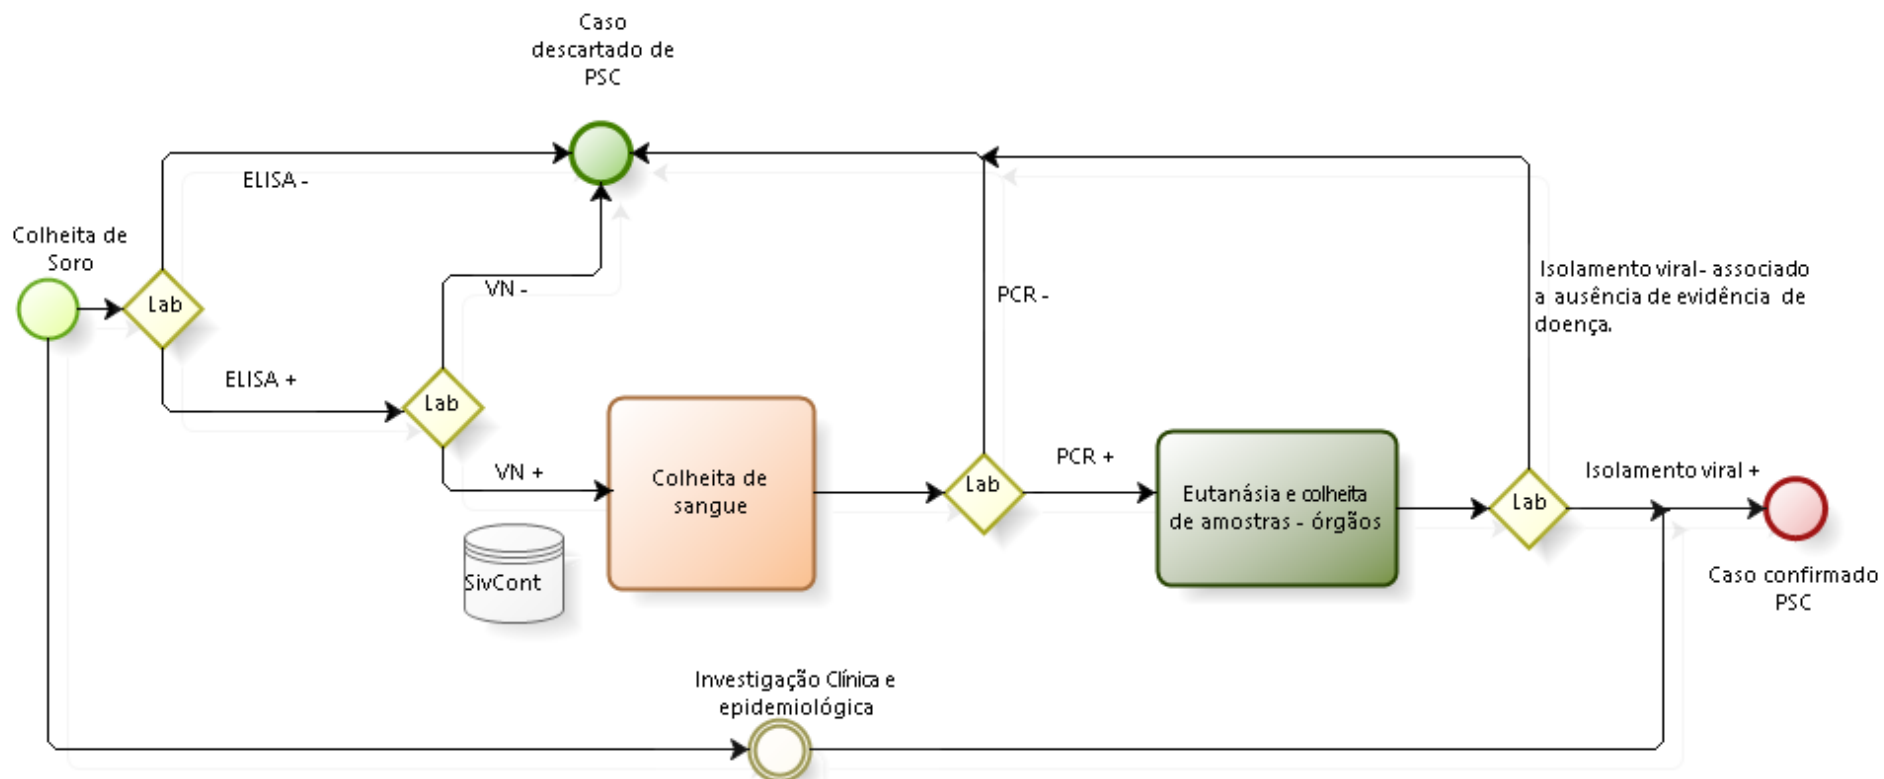 Caso
descartado de
PSC
ELISA -
Colheita de
Soro
Lab
VN -
PCR -
Isolamento viral- associado
a ausência de evidência de
doença.
ELISA +
Lab
VN +
Colheita de
sangue
Lab
PCR +
Eutanásia e colheita
de amostras - órgãos
Lab
Isolamento viral +
SivCont
Caso confirmado
PSC
Investigação Clínica e
epidemiológica